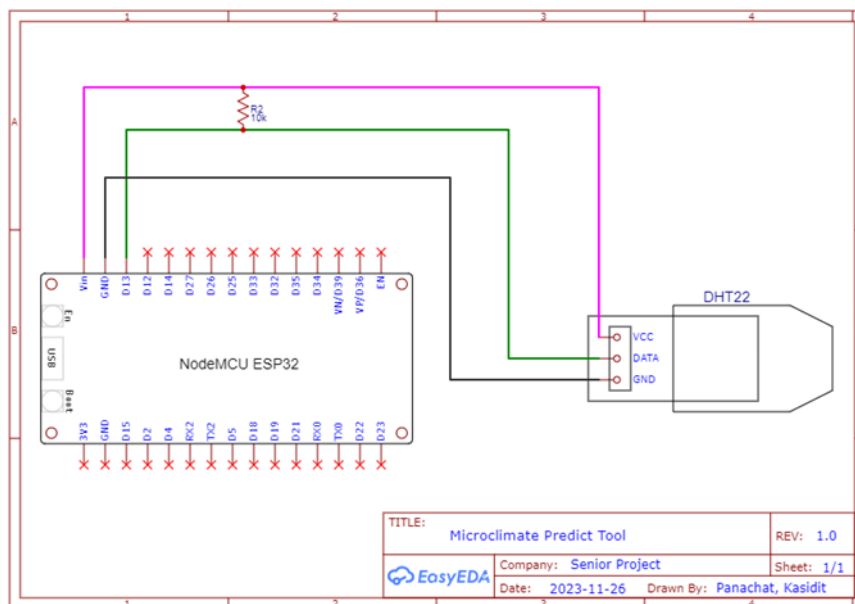 1 2 3 4
A
R2
10k
Vin GND D13 D12 D14 D27 D26 D25 D33 D32 D35 D34 VN/D39 VP/D36 EN
DHT22
En
B
VCC
USB
NodeMCU ESP32
DATA
GND
Boot
3V3 GND D15 D2 D4 RX2 TX2 D5 D18 D19 D21 RX0 TX0 D22 D23
TITLE:
Microclimate Predict Tool
REV: 1.0
EasyEDA
Company: Senior Project
Sheet: 1/1
Date: 2023-11-26 Drawn By: Panachat, Kasidit
1 2 3 4